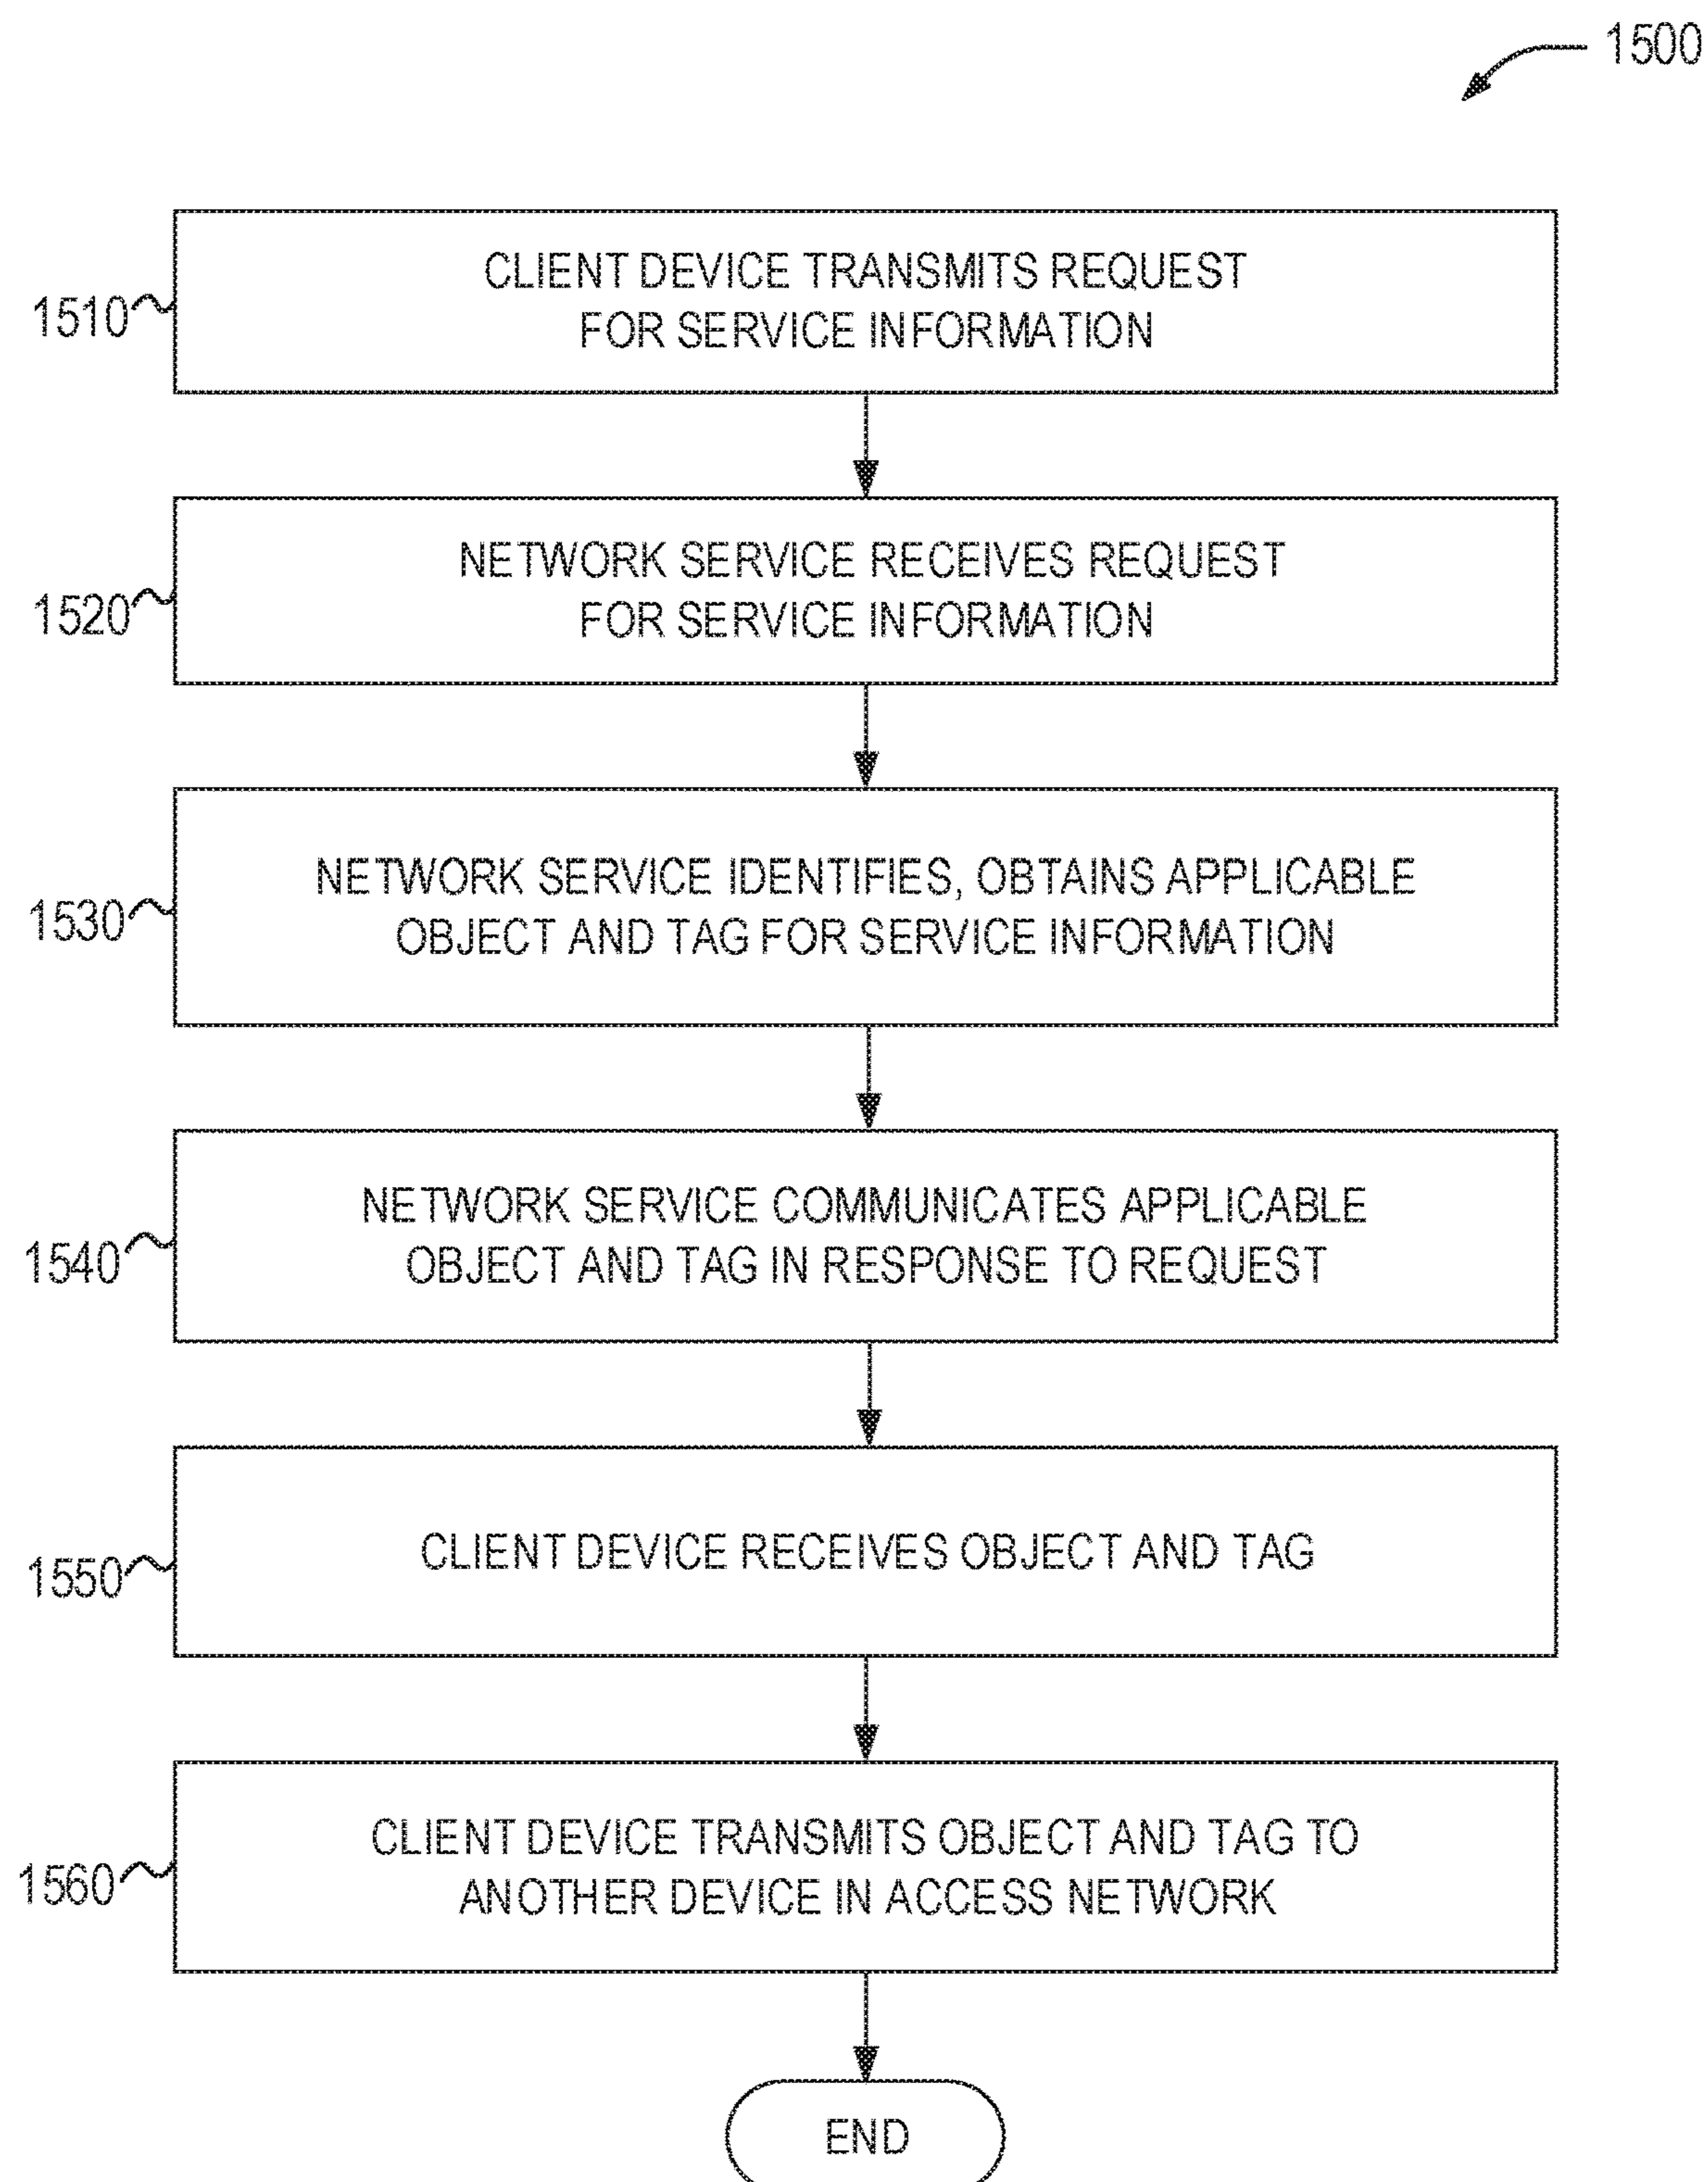 1500
1510
CLIENT DEVICE TRANSMITS REQUEST
FOR SERVICE INFORMATION
1520
NETWORK SERVICE RECEIVES REQUEST
FOR SERVICE INFORMATION
1530
NETWORK SERVICE IDENTIFIES, OBTAINS APPLICABLE
OBJECT AND TAG FOR SERVICE INFORMATION
1540
NETWORK SERVICE COMMUNICATES APPLICABLE
OBJECT AND TAG IN RESPONSE TO REQUEST
1550
CLIENT DEVICE RECEIVES OBJECT AND TAG
1560
CLIENT DEVICE TRANSMITS OBJECT AND TAG TO
ANOTHER DEVICE IN ACCESS NETWORK
END